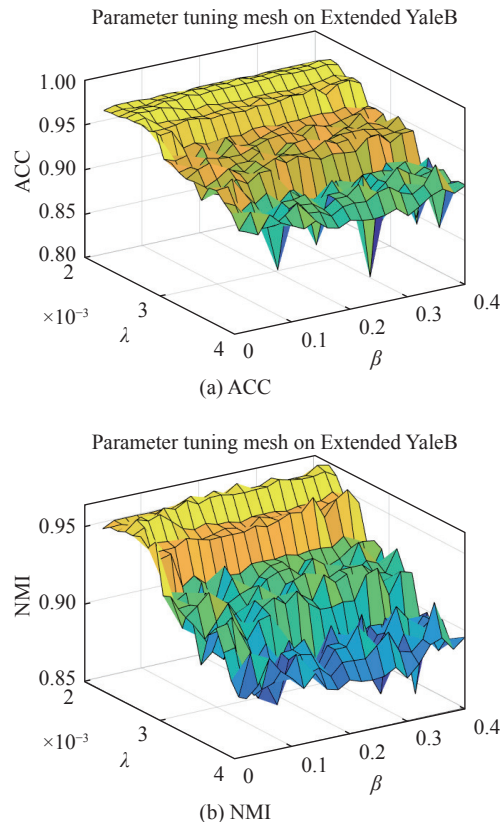 Parameter tuning mesh on Extended YaleB
1.00
0.95
0.90
0.85
0.80
ACC
2
×10⁻³
3
λ
4
0
0.1
0.2
0.3
0.4
β
(a) ACC
Parameter tuning mesh on Extended YaleB
0.95
0.90
0.85
NMI
2
×10⁻³
3
λ
4
0
0.1
0.2
0.3
0.4
β
(b) NMI